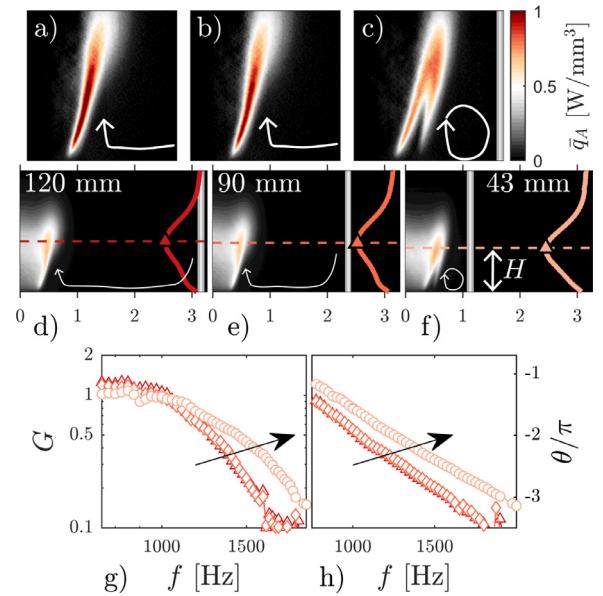 a)
b)
c)
1
0.5
0
q̄_A [W/mm³]
120 mm
90 mm
43 mm
H
0 1 2 3
0 1 2 3
0 1 2 3
d)
e)
f)
2
1
0.5
0.1
G
1000 1500
f [Hz]
g)
1000 1500
f [Hz]
h)
-1
-2
-3
θ/π